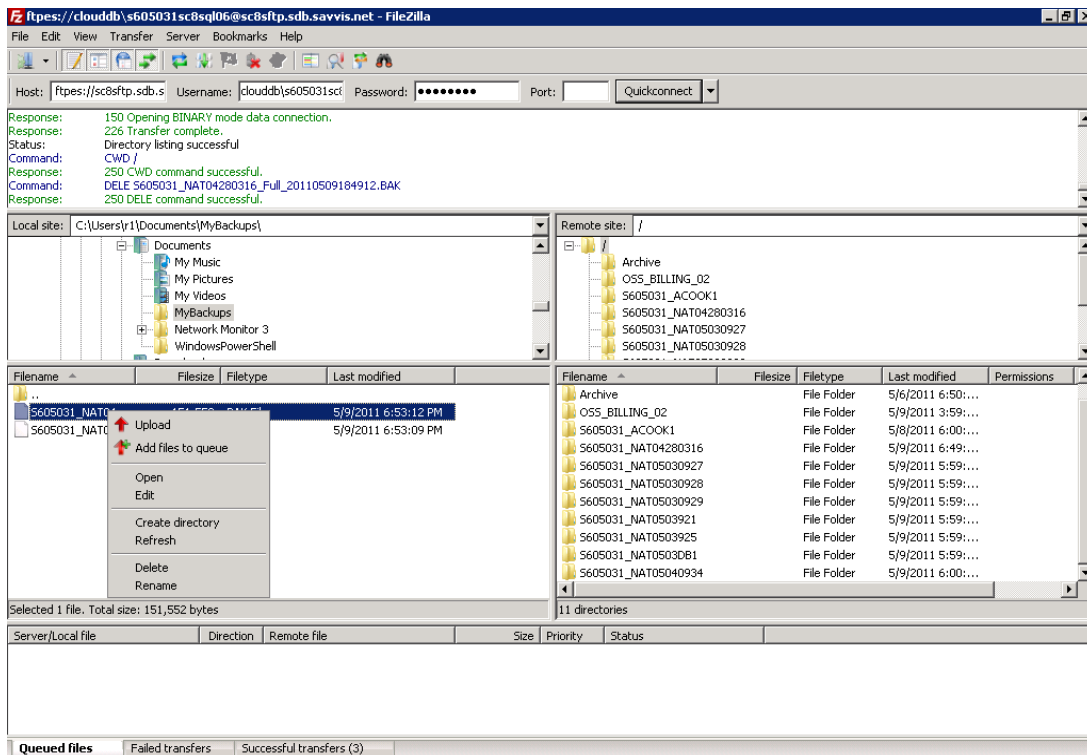 ftpes://clouddb\s605031sc8sql06@sc8sftp.sdb.savvis.net - FileZilla
File Edit View Transfer Server Bookmarks Help
Host: ftpes://sc8sftp.sdb.s Username: clouddb\s605031sc8 Password: ●●●●●●●● Port: Quickconnect
Response: 150 Opening BINARY mode data connection.
Response: 226 Transfer complete.
Status: Directory listing successful
Command: CWD /
Response: 250 CWD command successful.
Command: DELE S605031_NAT04280316_Full_20110509184912.BAK
Response: 250 DELE command successful.
Local site: C:\Users\r1\Documents\MyBackups\
Documents
My Music
My Pictures
My Videos
MyBackups
Network Monitor 3
WindowsPowerShell
Remote site: /
/
Archive
OSS_BILLING_02
S605031_ACOOK1
S605031_NAT04280316
S605031_NAT05030927
S605031_NAT05030928
Filename Filesize Filetype Last modified
..
S605031_NAT04 5/9/2011 6:53:12 PM
S605031_NAT0 5/9/2011 6:53:09 PM
Upload
Add files to queue
Open
Edit
Create directory
Refresh
Delete
Rename
Selected 1 file. Total size: 151,552 bytes
Filename Filesize Filetype Last modified Permissions
Archive File Folder 5/6/2011 6:50:...
OSS_BILLING_02 File Folder 5/9/2011 3:59:...
S605031_ACOOK1 File Folder 5/8/2011 6:00:...
S605031_NAT04280316 File Folder 5/9/2011 6:49:...
S605031_NAT05030927 File Folder 5/9/2011 5:59:...
S605031_NAT05030928 File Folder 5/9/2011 5:59:...
S605031_NAT05030929 File Folder 5/9/2011 5:59:...
S605031_NAT0503921 File Folder 5/9/2011 5:59:...
S605031_NAT0503925 File Folder 5/9/2011 5:59:...
S605031_NAT0503DB1 File Folder 5/9/2011 5:59:...
S605031_NAT05040934 File Folder 5/9/2011 6:00:...
11 directories
Server/Local file Direction Remote file Size Priority Status
Queued files Failed transfers Successful transfers (3)